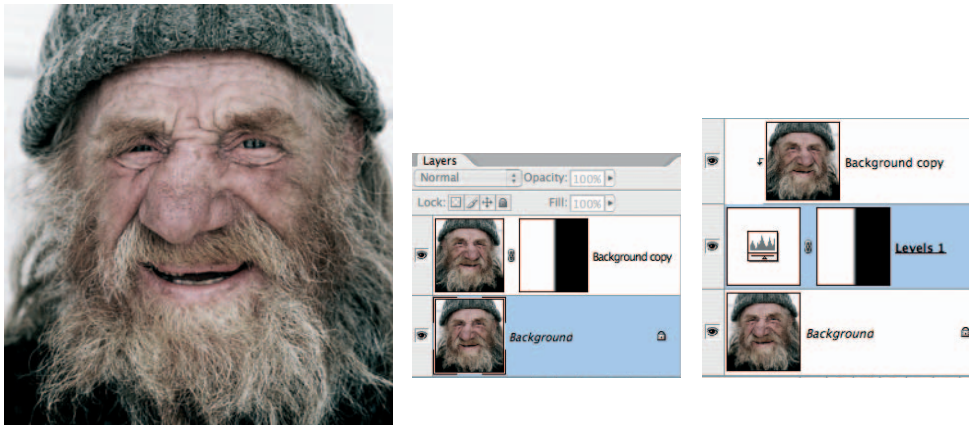 Layers
Normal Opacity: 100%
Lock: Fill: 100%
Background copy
Background
Background copy
Levels 1
Background